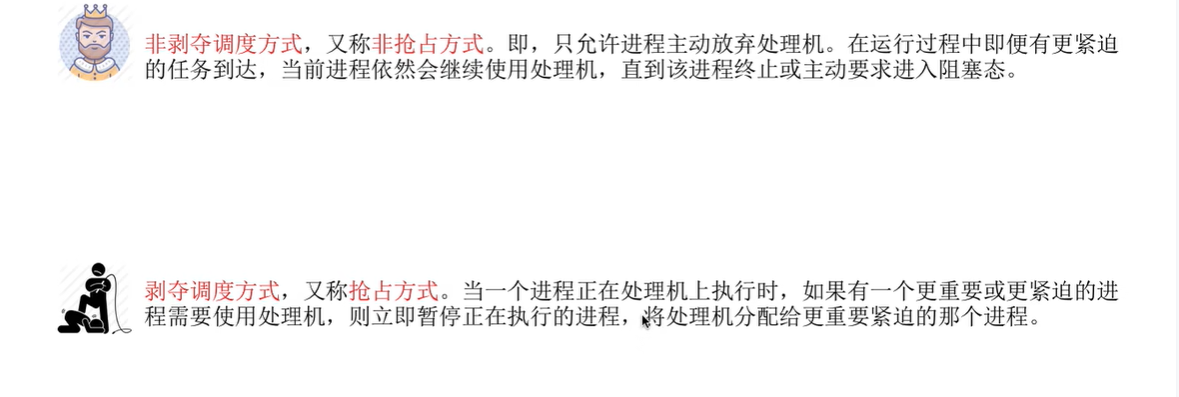 非剥夺调度方式，又称非抢占方式。即，只允许进程主动放弃处理机。在运行过程中即便有更紧迫
的任务到达，当前进程依然会继续使用处理机，直到该进程终止或主动要求进入阻塞态。
剥夺调度方式，又称抢占方式。当一个进程正在处理机上执行时，如果有一个更重要或更紧迫的进
程需要使用处理机，则立即暂停正在执行的进程，将处理机分配给更重要紧迫的那个进程。